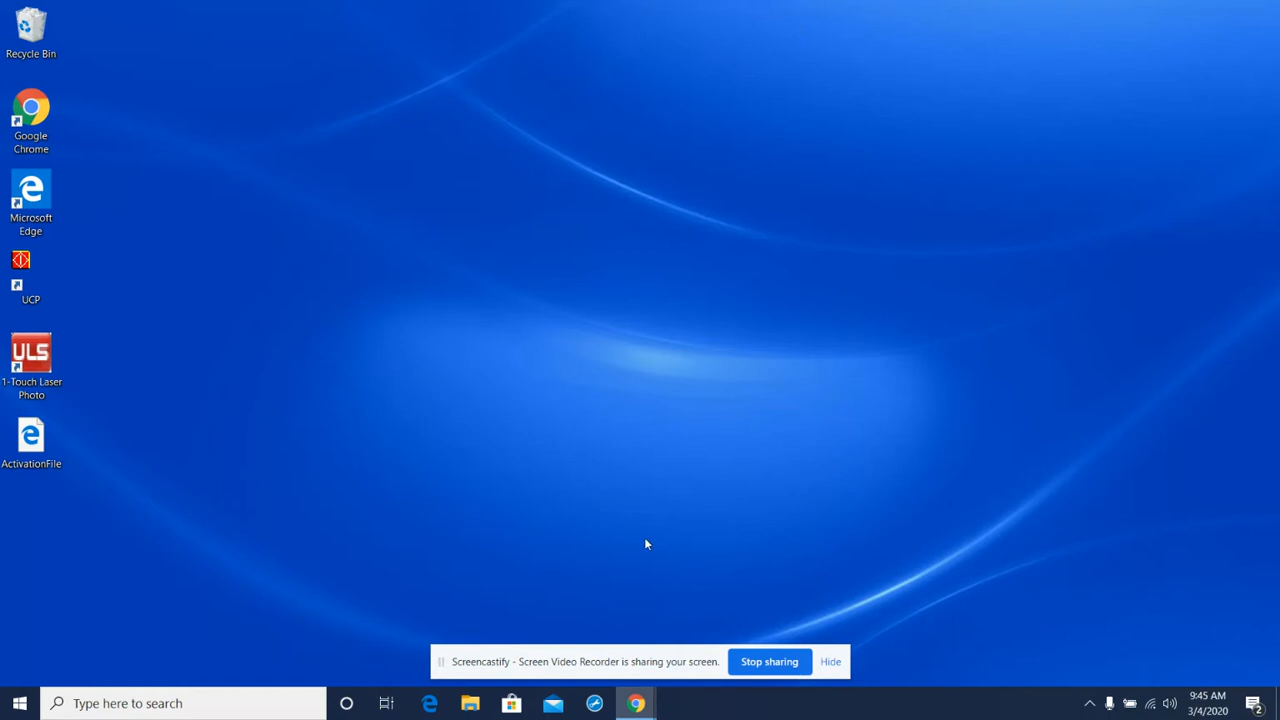 Recycle Bin
Google
Chrome
Microsoft
Edge
UCP
ULS
1-Touch Laser
Photo
ActivationFile
Screencastify - Screen Video Recorder is sharing your screen.
Stop sharing
Hide
Type here to search
9:45 AM
3/4/2020
2